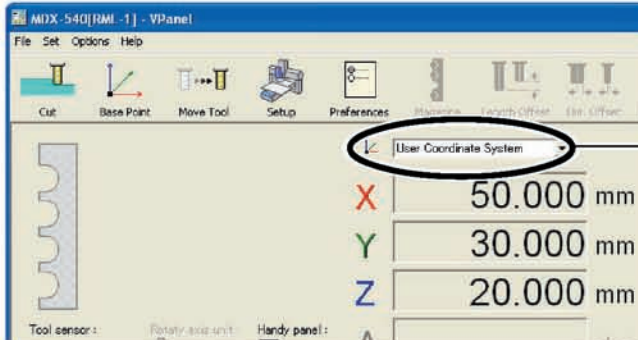 MDX-540[RML-1] - VPanel
File Set Options Help
Cut Base Point Move Tool Setup Preferences Magazine Length Offset Dia. Offset
User Coordinate System
X 50.000 mm
Y 30.000 mm
Z 20.000 mm
Tool sensor : Rotary axis unit : Handy panel :
A